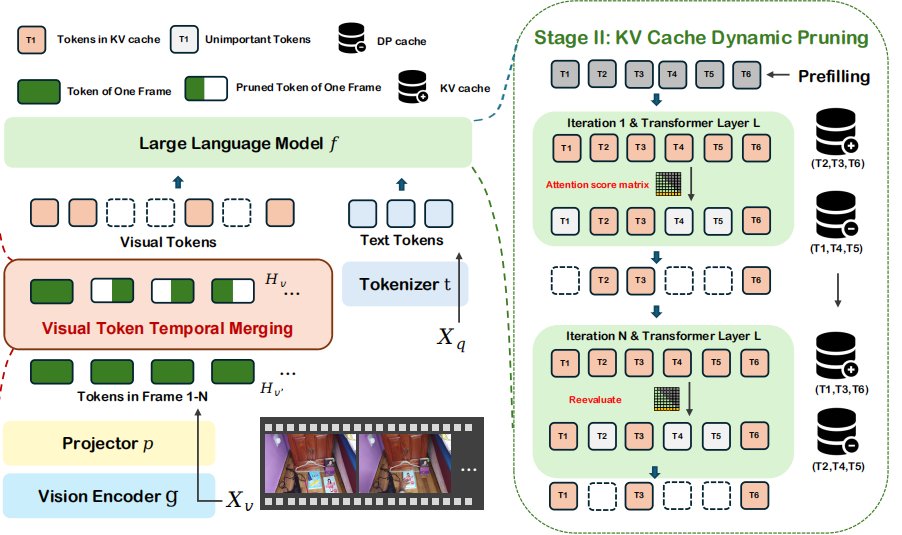 T1
Tokens in KV cache
T1
Unimportant Tokens
DP cache
Token of One Frame
Pruned Token of One Frame
KV cache
Large Language Model f
Visual Tokens
Text Tokens
H_v
...
Visual Token Temporal Merging
Tokenizer t
X_q
...
H_v'
Tokens in Frame 1-N
Projector p
Vision Encoder g
X_v
...
Stage II: KV Cache Dynamic Pruning
T1 T2 T3 T4 T5 T6
Prefilling
Iteration 1 & Transformer Layer L
T1 T2 T3 T4 T5 T6
Attention score matrix
T1 T2 T3 T4 T5 T6
(T2,T3,T6)
(T1,T4,T5)
T2 T3 T6
Iteration N & Transformer Layer L
T1 T2 T3 T4 T5 T6
Reevaluate
T1 T2 T3 T4 T5 T6
(T1,T3,T6)
(T2,T4,T5)
T1 T3 T6